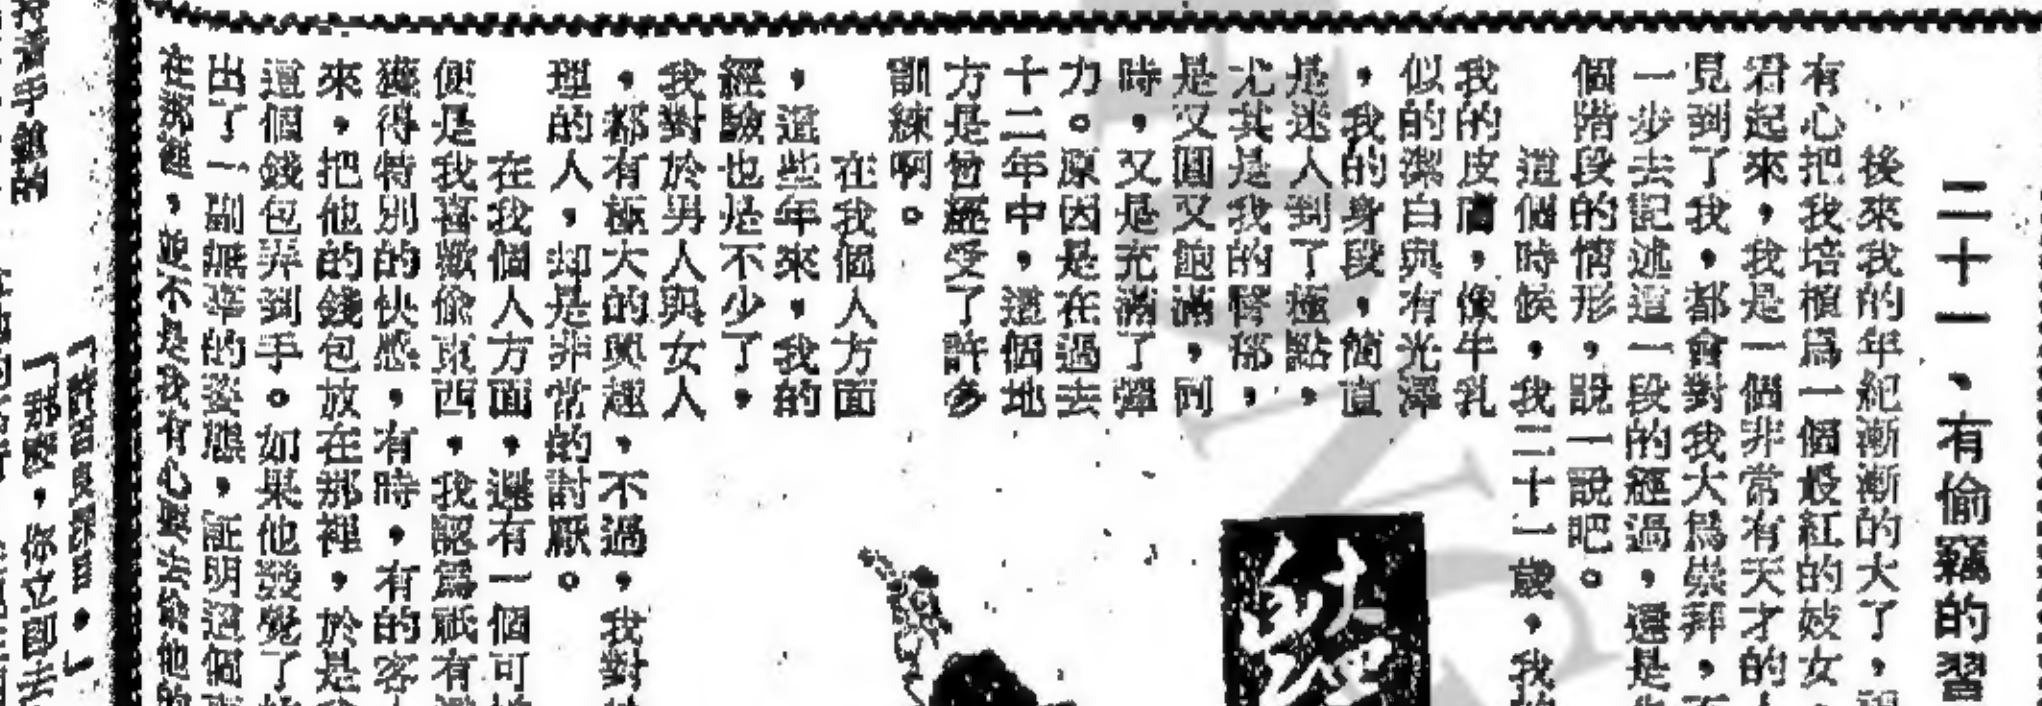 二十一、有偷竊的習
後來我的年紀漸漸的大了，
有心把我培植爲一個最紅的妓女，
君起來，我是一個非常有天才的
見到了我，都會對我大爲崇拜，
一步去記述這一段的經過，還是
個階段的情形，說一說吧。
這個時候，我二十一歲，我
我的皮膚，像牛乳
似的潔白與有光澤
，我的身段，簡直
是迷人到了極點，
尤其是我的臀部，
是又圓又飽滿，同
時，又是充滿了彈
力。原因是在過去
十二年中，這個地
方是曾經受了許多
訓練啊。
在我個人方面
，這些年來，我的
經驗也是不少了，
我對於男人與女人
，都有極大的興趣，不過，我對
理的人，却是非常的討厭。
在我個人方面，還有一個可
便是我喜歡偷東西，我認爲祇有
獲得特別的快感，有時，有的客
來，把他的錢包放在那裡，於是
這個錢包弄到手。如果他發覺了
出了一副無辜的姿態，証明這個
在那裡，並不是我有心
「那麼，你立即去